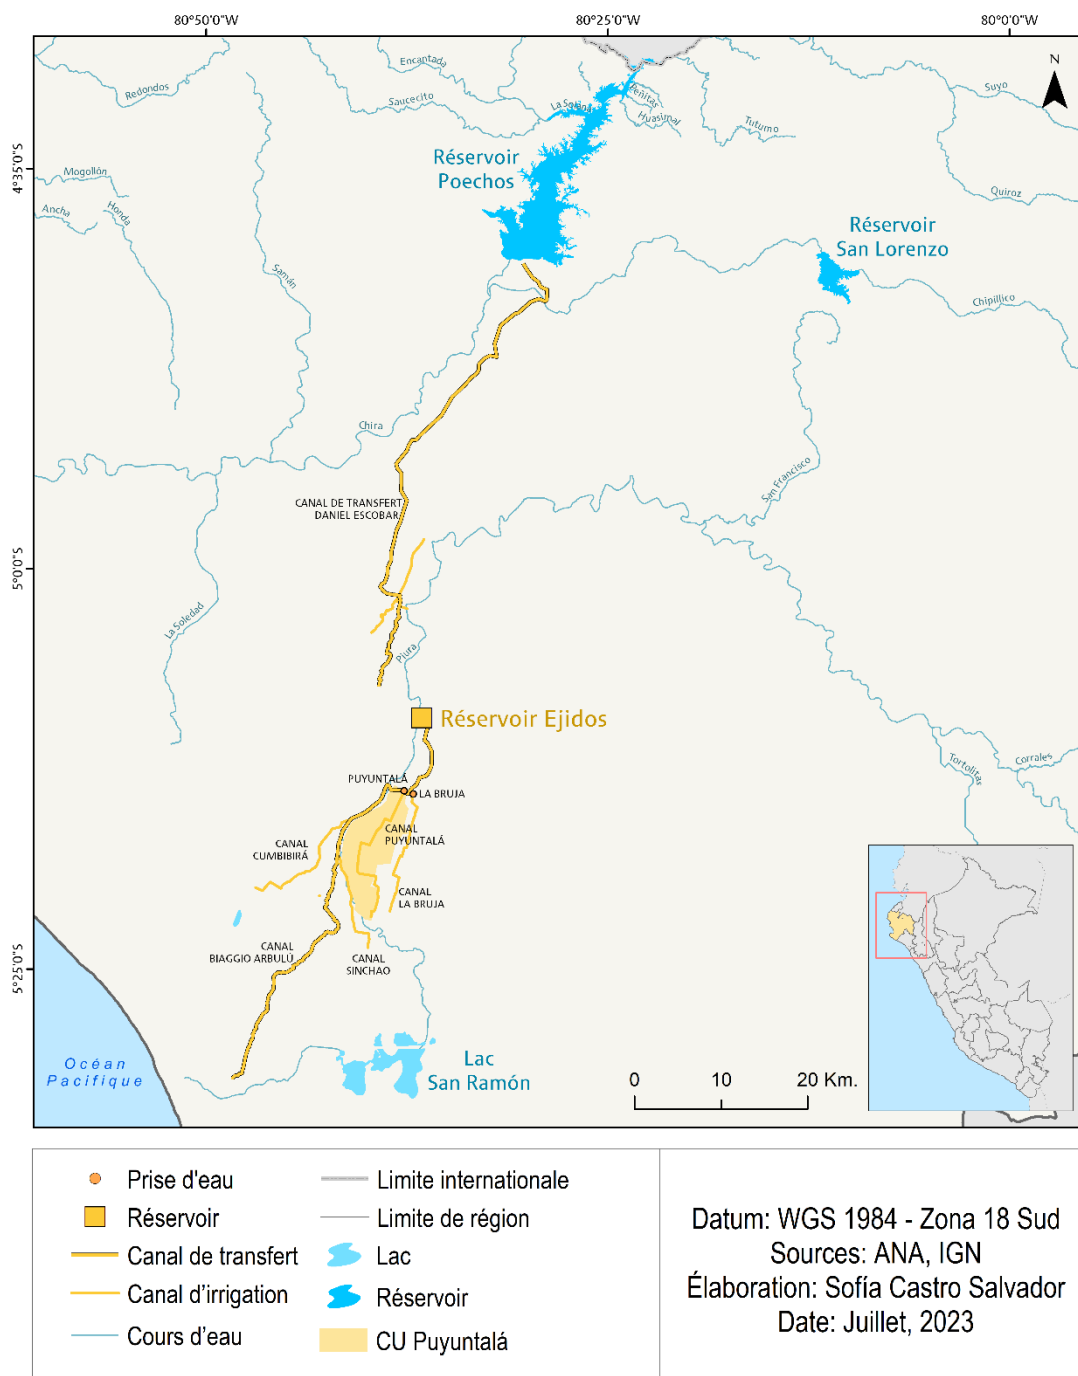 80°50'0"W
80°25'0"W
80°0'0"W
N
Encantada
Redondos
Saucecito
La Solana
Peñitas
Huasimal
Tutumo
Suyo
4°35'0"S
Réservoir
Poechos
Mogollón
Ancha
Honda
Quiroz
Réservoir
San Lorenzo
Samán
Chipillico
Chira
San Francisco
CANAL DE TRANSFERT
DANIEL ESCOBAR
5°0'0"S
La Soledad
Piura
Réservoir Ejidos
Tortolitas
Corrales
PUYUNTALÁ
LA BRUJA
CANAL
PUYUNTALÁ
CANAL
CUMBIBIRÁ
CANAL
LA BRUJA
CANAL
BIAGGIO ARBULÚ
CANAL
SINCHAO
5°25'0"S
Océan
Pacifique
Lac
San Ramón
0 10 20 Km.
Prise d'eau
Réservoir
Canal de transfert
Canal d'irrigation
Cours d'eau
Limite internationale
Limite de région
Lac
Réservoir
CU Puyuntalá
Datum: WGS 1984 - Zona 18 Sud
Sources: ANA, IGN
Élaboration: Sofía Castro Salvador
Date: Juillet, 2023